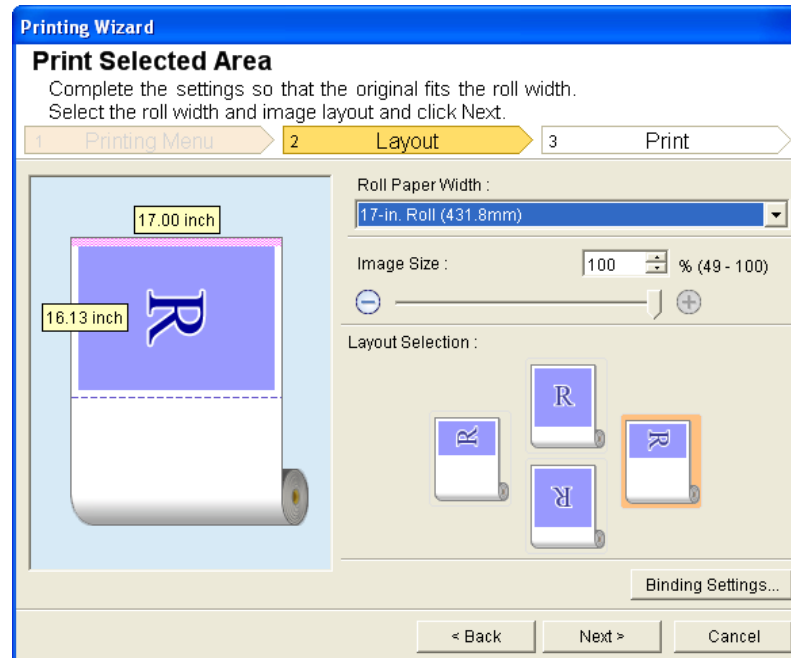 Printing Wizard
Print Selected Area
Complete the settings so that the original fits the roll width.
Select the roll width and image layout and click Next.
1 Printing Menu 2 Layout 3 Print
Roll Paper Width :
17-in. Roll (431.8mm)
17.00 inch
Image Size : 100 % (49 - 100)
16.13 inch
R
Layout Selection :
R
R
R
R
Binding Settings...
< Back Next > Cancel